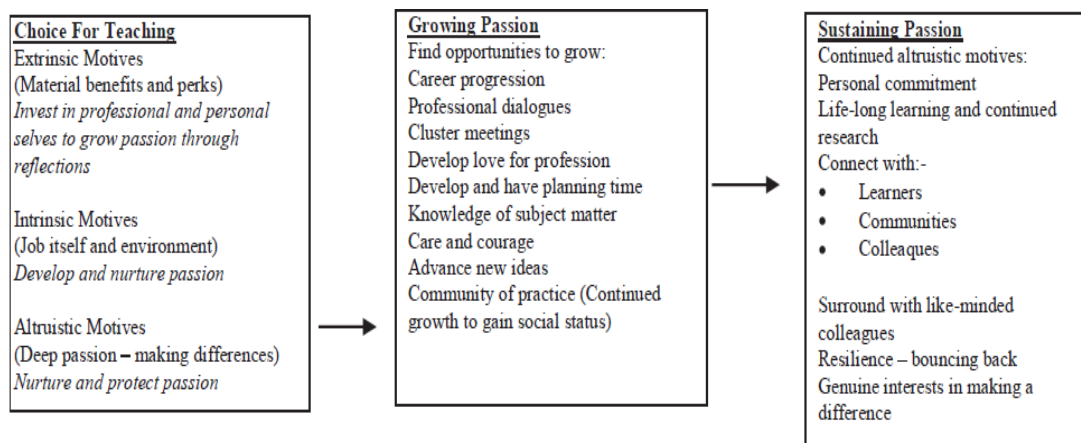 Choice For Teaching
Extrinsic Motives
(Material benefits and perks)
Invest in professional and personal
selves to grow passion through
reflections
Intrinsic Motives
(Job itself and environment)
Develop and nurture passion
Altruistic Motives
(Deep passion – making differences)
Nurture and protect passion
Growing Passion
Find opportunities to grow:
Career progression
Professional dialogues
Cluster meetings
Develop love for profession
Develop and have planning time
Knowledge of subject matter
Care and courage
Advance new ideas
Community of practice (Continued
growth to gain social status)
Sustaining Passion
Continued altruistic motives:
Personal commitment
Life-long learning and continued
research
Connect with:-
• Learners
• Communities
• Colleaques
Surround with like-minded
colleagues
Resilience – bouncing back
Genuine interests in making a
difference